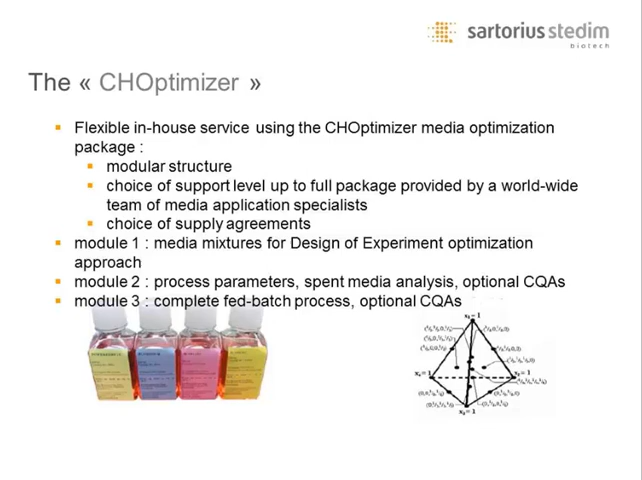 sartorius stedim
biotech
The « CHOptimizer »
Flexible in-house service using the CHOptimizer media optimization
package :
modular structure
choice of support level up to full package provided by a world-wide
team of media application specialists
choice of supply agreements
module 1 : media mixtures for Design of Experiment optimization
approach
module 2 : process parameters, spent media analysis, optional CQAs
module 3 : complete fed-batch process, optional CQAs